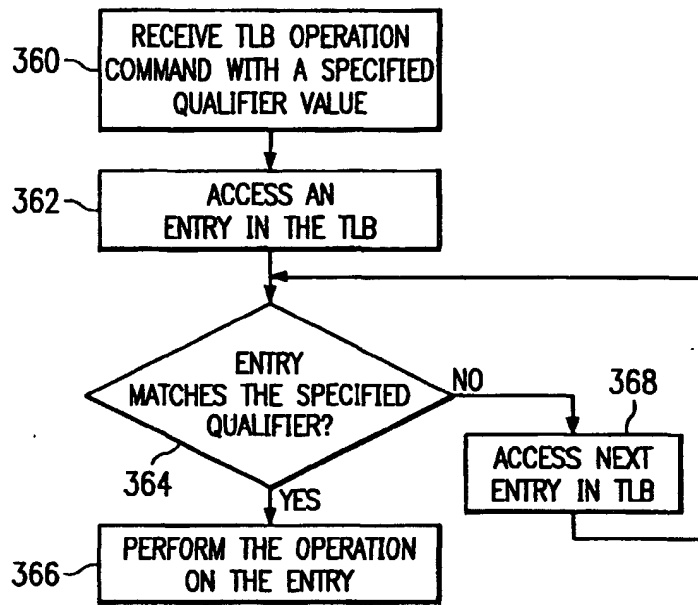 360
RECEIVE TLB OPERATION
COMMAND WITH A SPECIFIED
QUALIFIER VALUE
362
ACCESS AN
ENTRY IN THE TLB
ENTRY
MATCHES THE SPECIFIED
QUALIFIER?
NO
368
364
ACCESS NEXT
ENTRY IN TLB
YES
366
PERFORM THE OPERATION
ON THE ENTRY